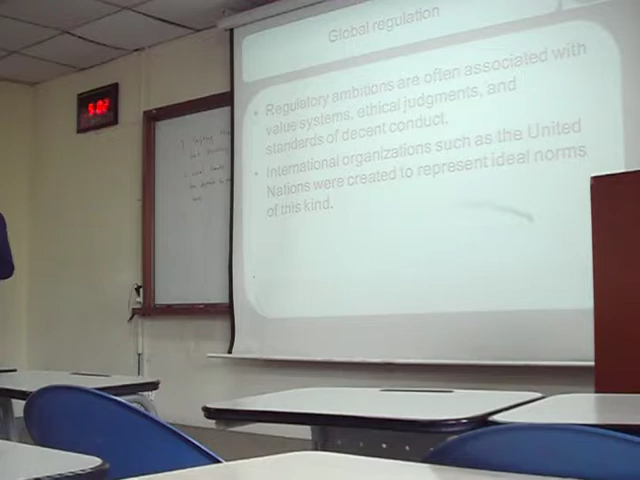 Global regulation
5:02
• Regulatory ambitions are often associated with
value systems, ethical judgments, and
standards of decent conduct.
• International organizations such as the United
Nations were created to represent ideal norms
of this kind.